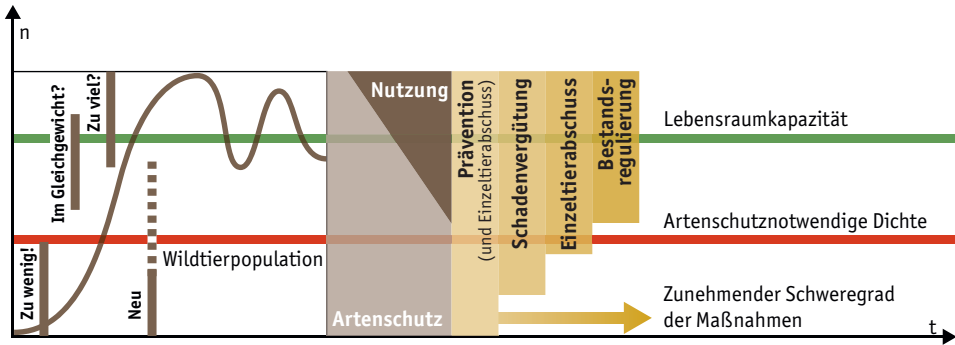 n
Zu wenig!
Im Gleichgewicht?
Zu viel?
Neu
Wildtierpopulation
Nutzung
Artenschutz
Prävention
(und Einzeltierabschuss)
Schadenvergütung
Einzeltierabschuss
Bestands-
regulierung
Lebensraumkapazität
Artenschutznotwendige Dichte
Zunehmender Schweregrad
der Maßnahmen
t